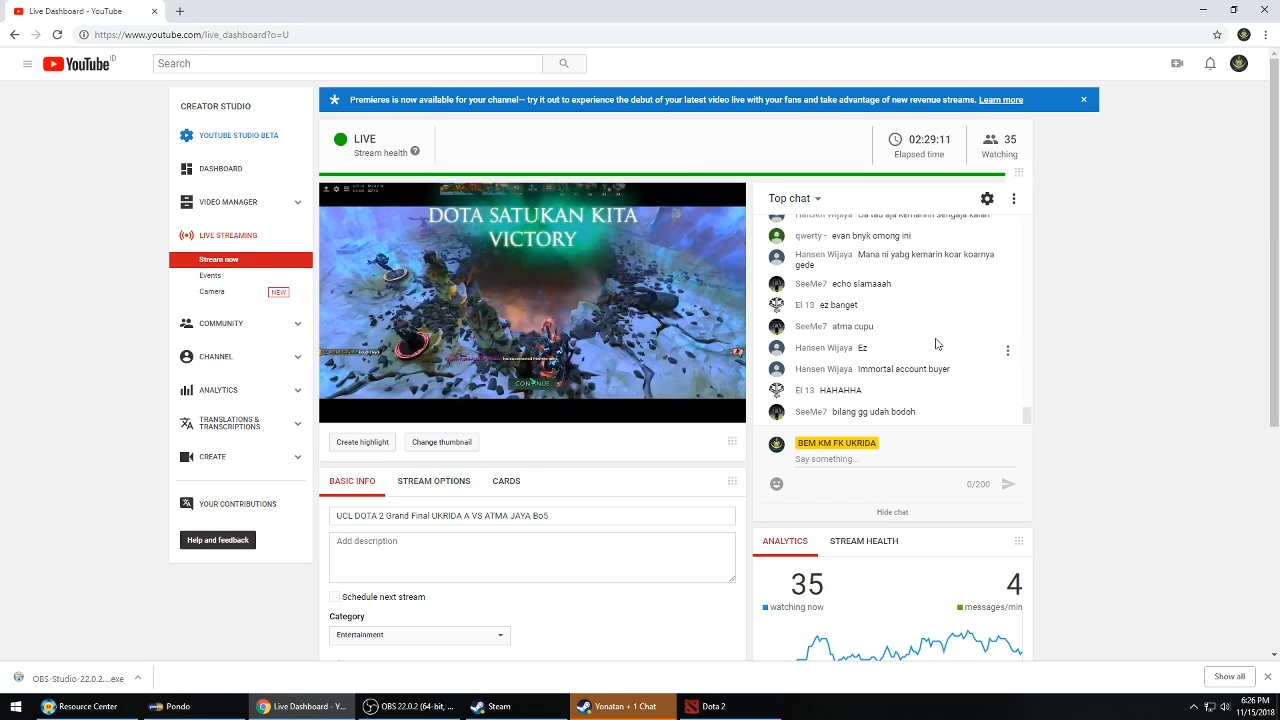 Live Dashboard - YouTube
https://www.youtube.com/live_dashboard?o=U
YouTube ID
Search
CREATOR STUDIO
YOUTUBE STUDIO BETA
DASHBOARD
VIDEO MANAGER
LIVE STREAMING
Stream now
Events
Camera NEW
COMMUNITY
CHANNEL
ANALYTICS
TRANSLATIONS &
TRANSCRIPTIONS
CREATE
YOUR CONTRIBUTIONS
Help and feedback
Premieres is now available for your channel— try it out to experience the debut of your latest video live with your fans and take advantage of new revenue streams. Learn more
LIVE
Stream health
02:29:11
Elapsed time
35
Watching
DOTA SATUKAN KITA
VICTORY
CONTINUE
Create highlight
Change thumbnail
BASIC INFO STREAM OPTIONS CARDS
UCL DOTA 2 Grand Final UKRIDA A VS ATMA JAYA Bo5
Add description
Schedule next stream
Category
Entertainment
Top chat
Hansen Wijaya Ga tau aja kemarinm sengaja kalah
qwerty - evan bnyk omong ini
Hansen Wijaya Mana ni yabg kemarin koar koarnya
gede
SeeMe7 echo slamaaah
El 13 ez banget
SeeMe7 atma cupu
Hansen Wijaya Ez
Hansen Wijaya Immortal account buyer
El 13 HAHAHHA
SeeMe7 bilang gg udah bodoh
BEM KM FK UKRIDA
Say something...
0/200
Hide chat
ANALYTICS STREAM HEALTH
35
watching now
4
messages/min
OBS-Studio-22.0.2....exe
Show all
Resource Center
Pondo
Live Dashboard - Y...
OBS 22.0.2 (64-bit, ...
Steam
Yonatan + 1 Chat
Dota 2
6:26 PM
11/15/2018